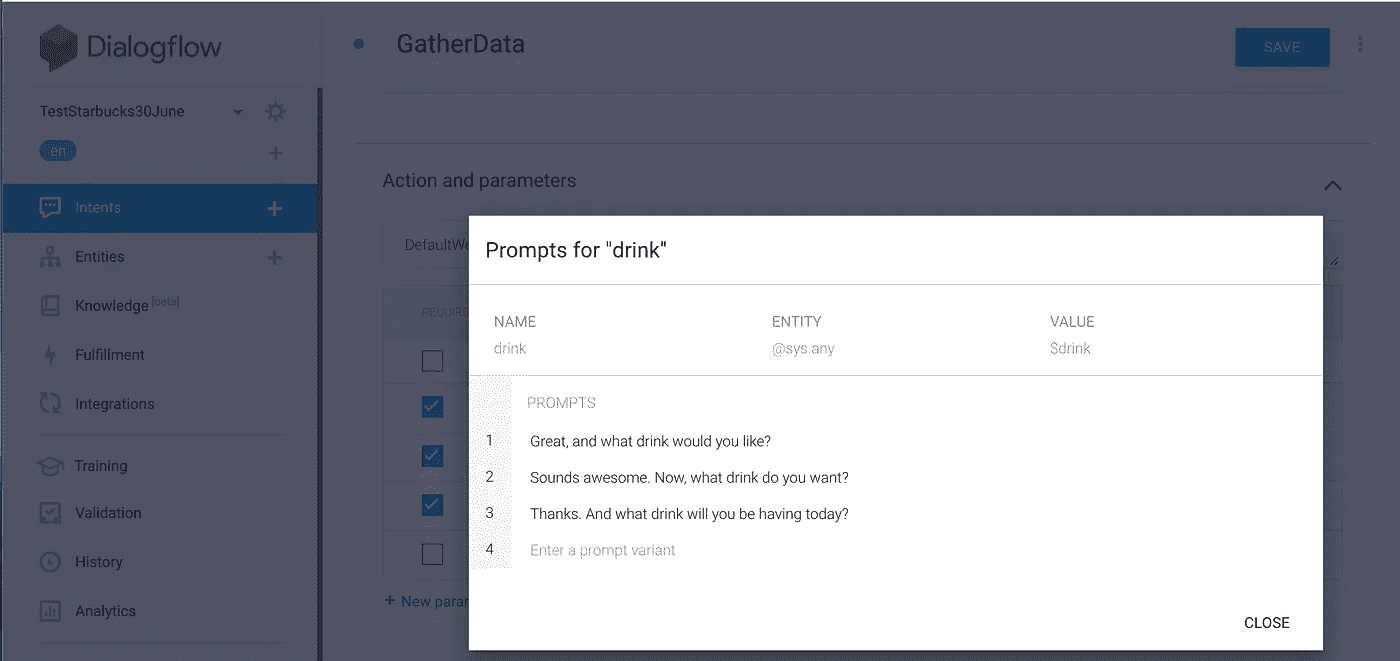 Dialogflow
GatherData
SAVE
TestStarbucks30June
en
Intents
Entities
Knowledge [beta]
Fulfillment
Integrations
Training
Validation
History
Analytics
Action and parameters
DefaultWe
REQUIRE
+ New parar
Prompts for "drink"
NAME ENTITY VALUE
drink @sys.any $drink
PROMPTS
1 Great, and what drink would you like?
2 Sounds awesome. Now, what drink do you want?
3 Thanks. And what drink will you be having today?
4 Enter a prompt variant
CLOSE